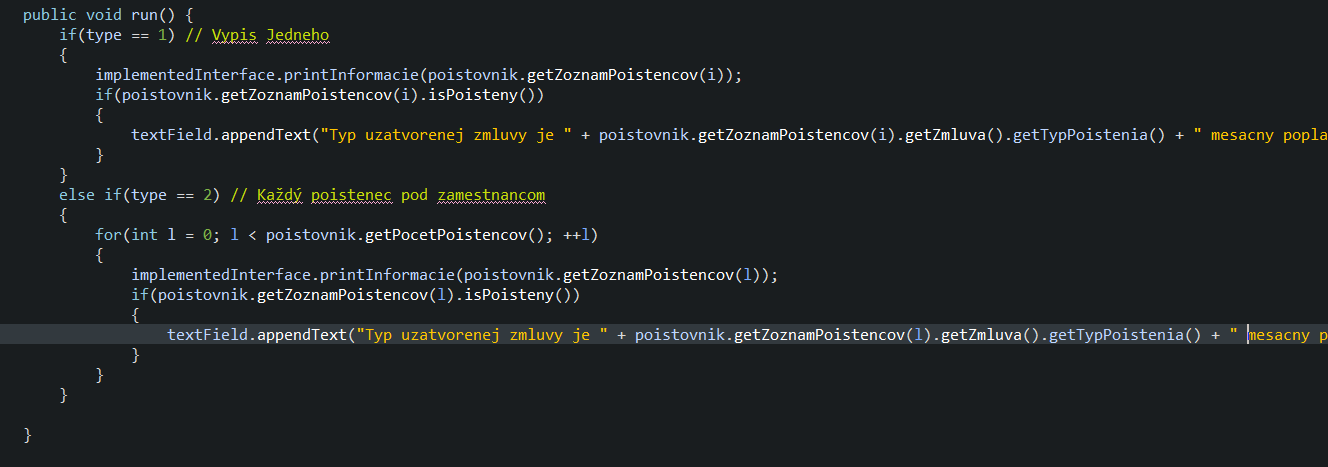 public void run() {
if(type == 1) // Vypis Jedneho
{
implementedInterface.printInformacie(poistovnik.getZoznamPoistencov(i));
if(poistovnik.getZoznamPoistencov(i).isPoisteny())
{
textField.appendText("Typ uzatvorenej zmluvy je " + poistovnik.getZoznamPoistencov(i).getZmluva().getTypPoistenia() + " mesacny popla
}
}
else if(type == 2) // Každý poistenec pod zamestnancom
{
for(int l = 0; l < poistovnik.getPocetPoistencov(); ++l)
{
implementedInterface.printInformacie(poistovnik.getZoznamPoistencov(l));
if(poistovnik.getZoznamPoistencov(l).isPoisteny())
{
textField.appendText("Typ uzatvorenej zmluvy je " + poistovnik.getZoznamPoistencov(l).getZmluva().getTypPoistenia() + " mesacny p
}
}
}
}